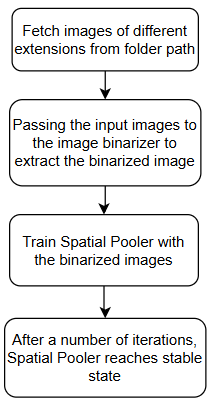 Fetch images of different
extensions from folder path
Passing the input images to
the image binarizer to
extract the binarized image
Train Spatial Pooler with
the binarized images
After a number of iterations,
Spatial Pooler reaches stable
state